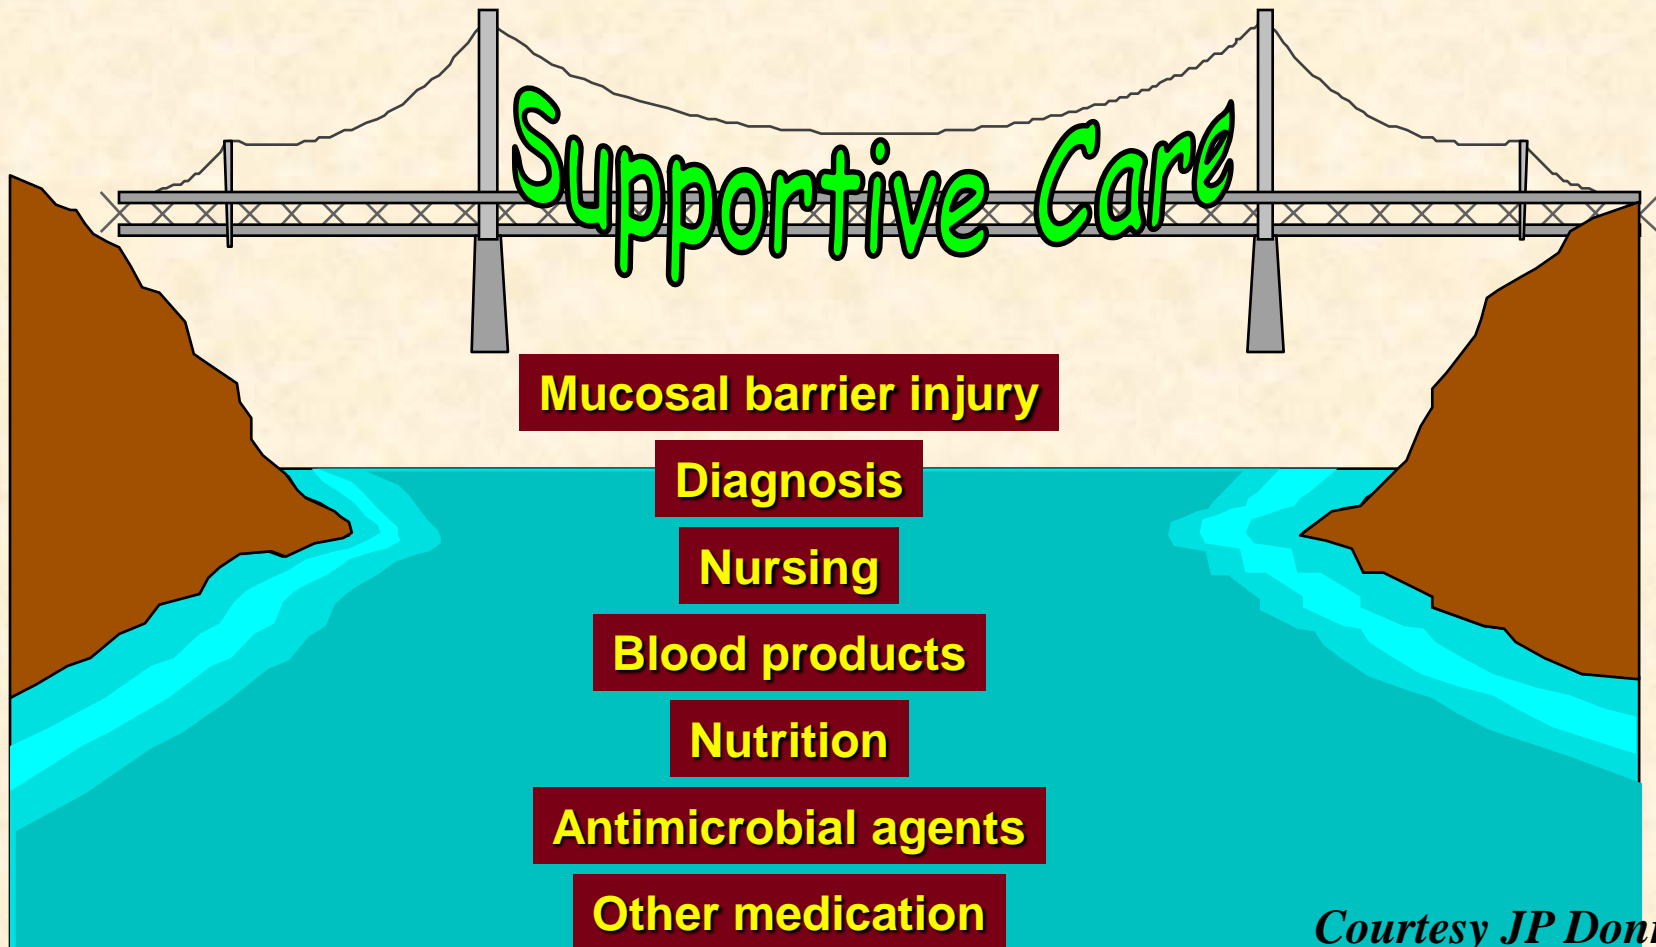 Supportive Care
Mucosal barrier injury
Diagnosis
Nursing
Blood products
Nutrition
Antimicrobial agents
Other medication
Courtesy JP